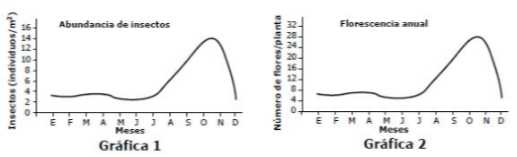 Abundancia de insectos
Insectos (individuos/m²)
16
14
12
10
8
6
4
2
0
E F M A M J J A S O N D
Meses
Gráfica 1
Florescencia anual
Número de flores/planta
32
28
24
20
16
12
8
4
0
E F M A M J J A S O N D
Meses
Gráfica 2